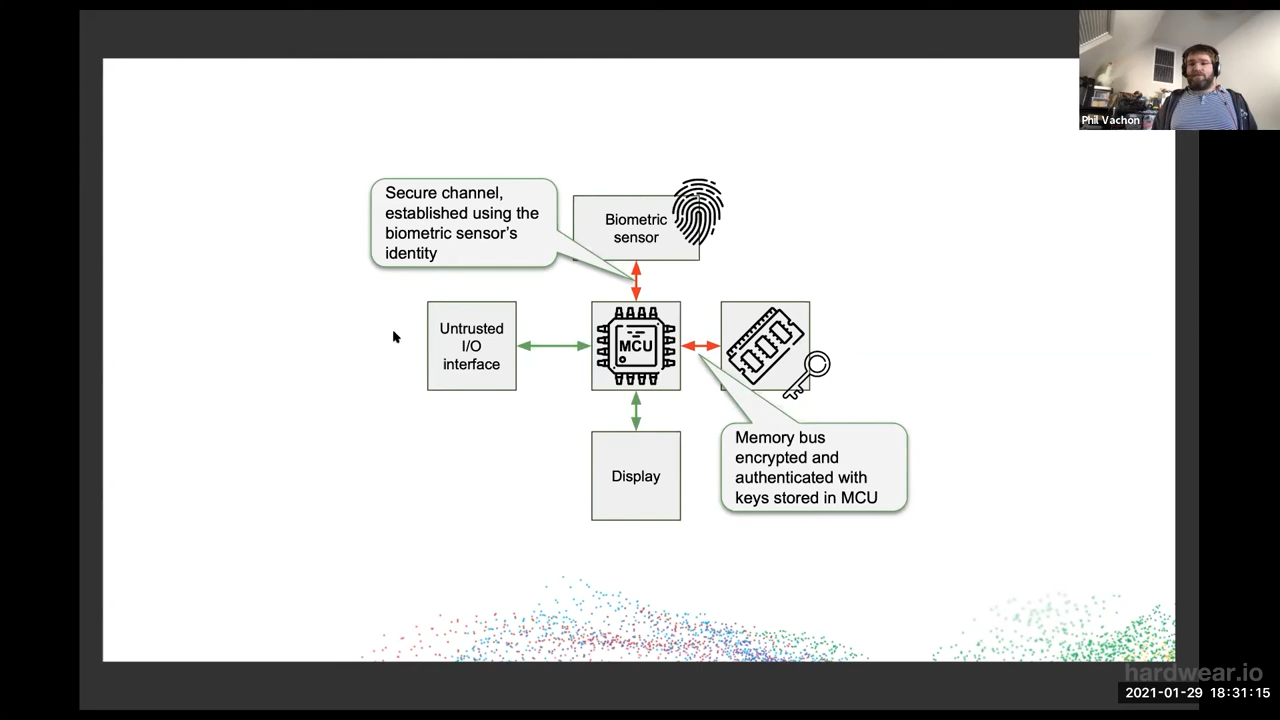 Phil Vachon
Secure channel,
established using the
biometric sensor's
identity
Biometric
sensor
Untrusted
I/O
interface
MCU
Memory bus
encrypted and
authenticated with
keys stored in MCU
Display
hardwear.io
2021-01-29 18:31:15